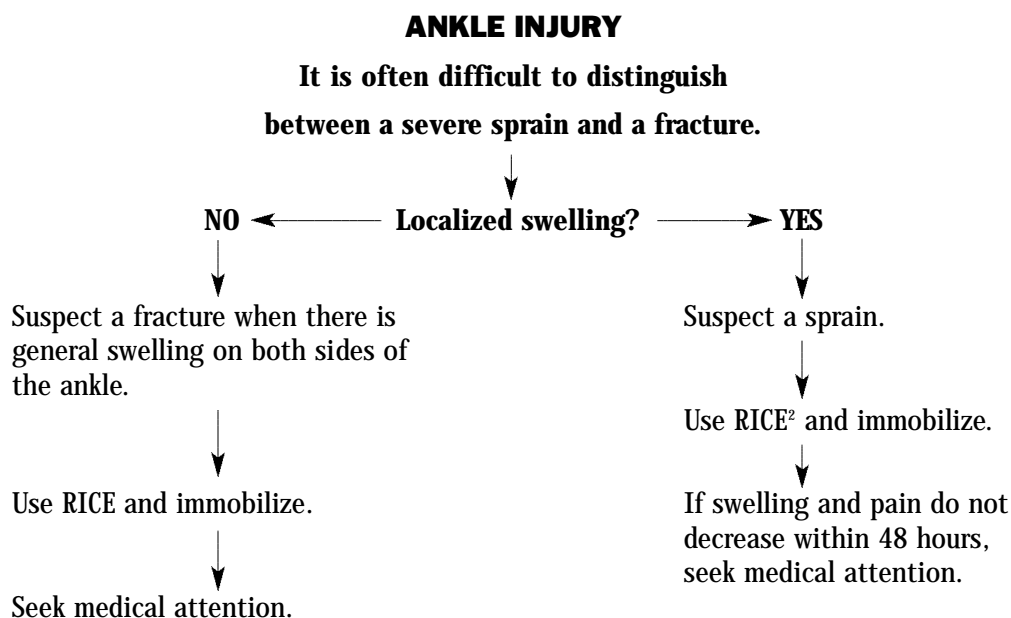 ANKLE INJURY
It is often difficult to distinguish
between a severe sprain and a fracture.
NO
Localized swelling?
YES
Suspect a fracture when there is
general swelling on both sides of
the ankle.
Use RICE and immobilize.
Seek medical attention.
Suspect a sprain.
Use RICE² and immobilize.
If swelling and pain do not
decrease within 48 hours,
seek medical attention.